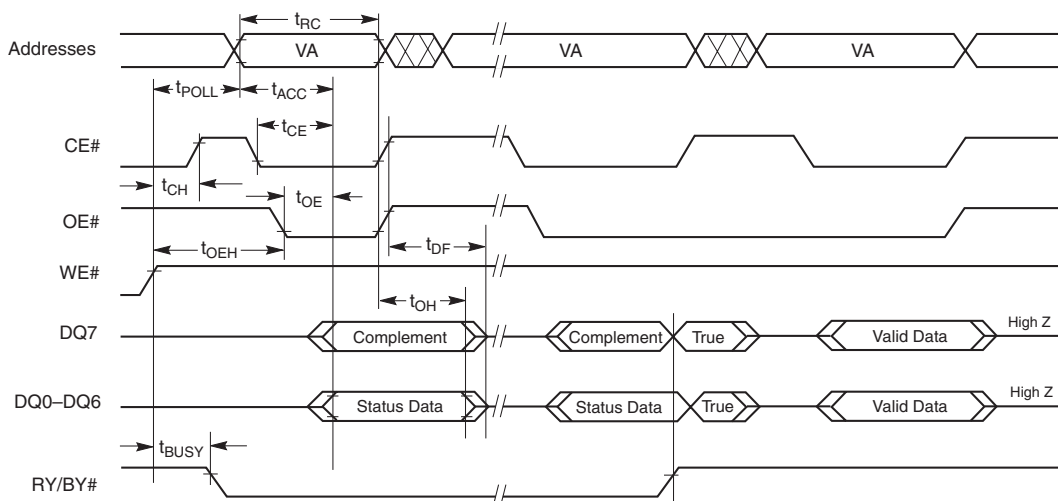 tRC
Addresses VA VA VA
tPOLL tACC
tCE
CE#
tCH
tOE
OE#
tOEH tDF
WE#
tOH
DQ7 Complement Complement True Valid Data High Z
DQ0–DQ6 Status Data Status Data True Valid Data High Z
tBUSY
RY/BY#